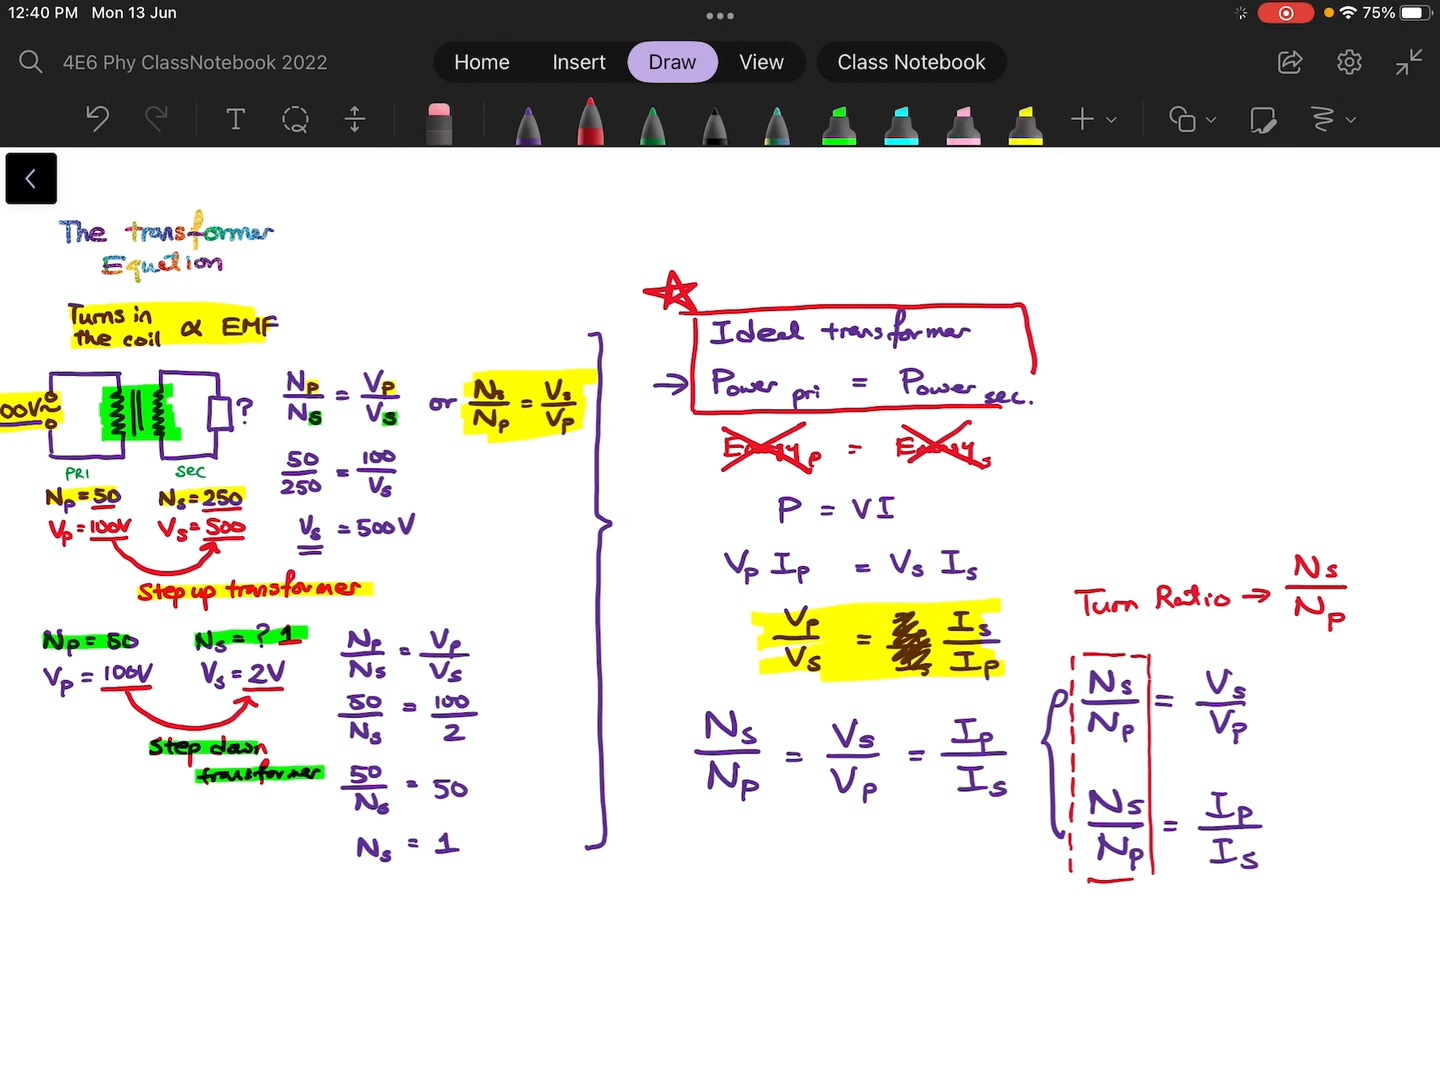 12:40 PM Mon 13 Jun
75%
4E6 Phy ClassNotebook 2022
Home Insert Draw View Class Notebook
The transformer
Equation
Turns in
the coil ∝ EMF
00V~
?
PRI SEC
Np = 50 Ns = 250
Vp = 100V Vs = 500
Step up transformer
Np/Ns = Vp/Vs or Ns/Np = Vs/Vp
50/250 = 100/Vs
Vs = 500V
Np = 50 Ns = ? 1
Vp = 100V Vs = 2V
Step down
transformer
Np/Ns = Vp/Vs
50/Ns = 100/2
50/Ns = 50
Ns = 1
Ideal transformer
→ Power pri = Power sec.
Energy p = Energy s
P = VI
Vp Ip = Vs Is
Vp/Vs = Is/Ip
Ns/Np = Vs/Vp = Ip/Is
Turn Ratio → Ns/Np
Ns/Np = Vs/Vp
Ns/Np = Ip/Is